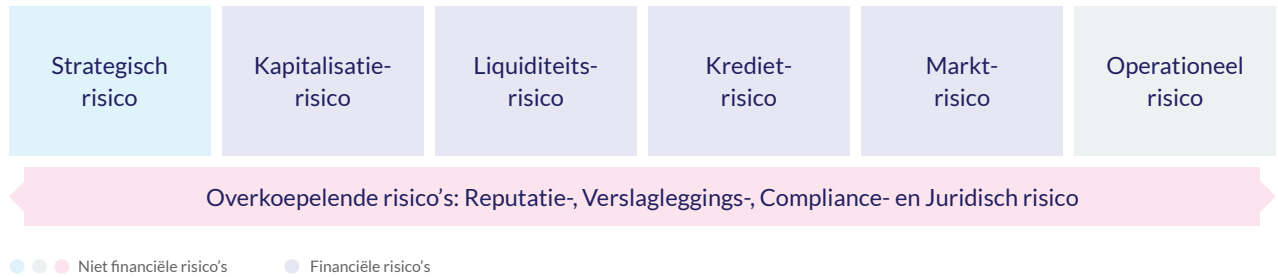 Strategisch
risico
Kapitalisatie-
risico
Liquiditeits-
risico
Krediet-
risico
Markt-
risico
Operationeel
risico
Overkoepelende risico’s: Reputatie-, Verslagleggings-, Compliance- en Juridisch risico
Niet financiële risico’s
Financiële risico’s